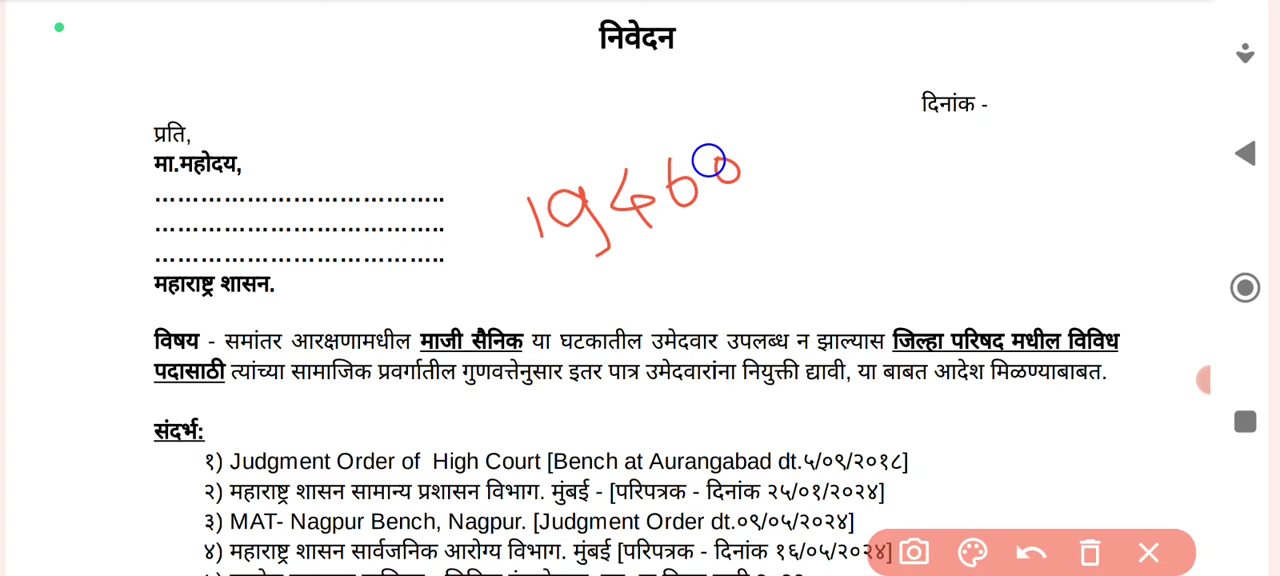 निवेदन
दिनांक -
प्रति,
मा.महोदय,
.......................................
.......................................
.......................................
महाराष्ट्र शासन.
19460
विषय - समांतर आरक्षणामधील माजी सैनिक या घटकातील उमेदवार उपलब्ध न झाल्यास जिल्हा परिषद मधील विविध
पदासाठी त्यांच्या सामाजिक प्रवर्गातील गुणवत्तेनुसार इतर पात्र उमेदवारांना नियुक्ती द्यावी, या बाबत आदेश मिळण्याबाबत.
संदर्भ:
१) Judgment Order of High Court [Bench at Aurangabad dt.५/०९/२०१८]
२) महाराष्ट्र शासन सामान्य प्रशासन विभाग. मुंबई - [परिपत्रक - दिनांक २५/०१/२०२४]
३) MAT- Nagpur Bench, Nagpur. [Judgment Order dt.०९/०५/२०२४]
४) महाराष्ट्र शासन सार्वजनिक आरोग्य विभाग. मुंबई [परिपत्रक - दिनांक १६/०५/२०२४]